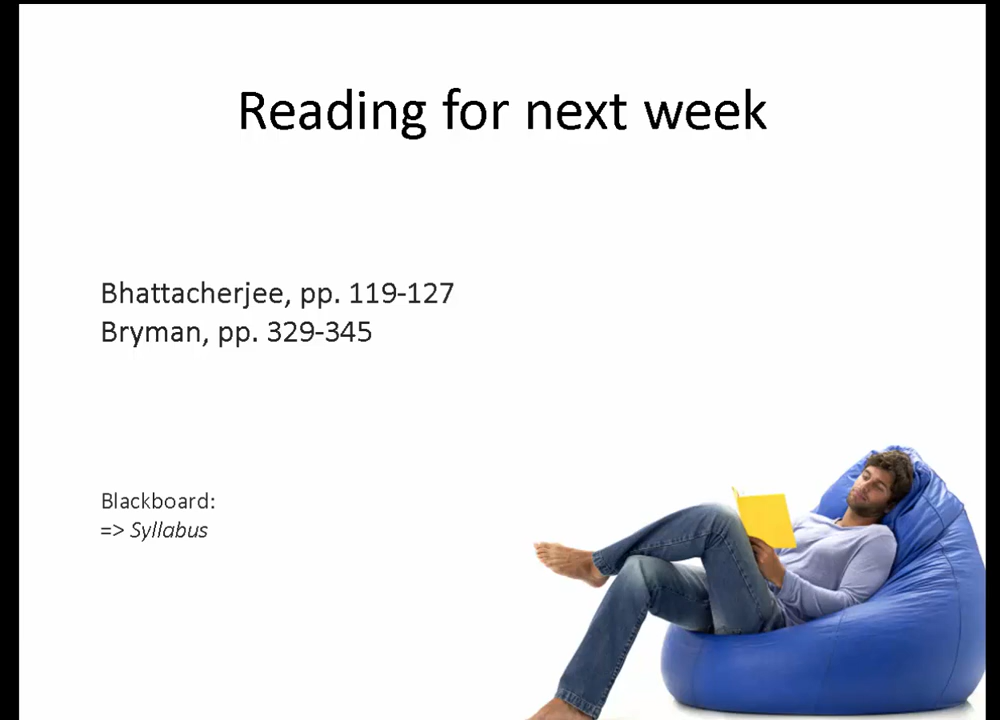 Reading for next week
Bhattacherjee, pp. 119-127
Bryman, pp. 329-345
Blackboard:
=> Syllabus